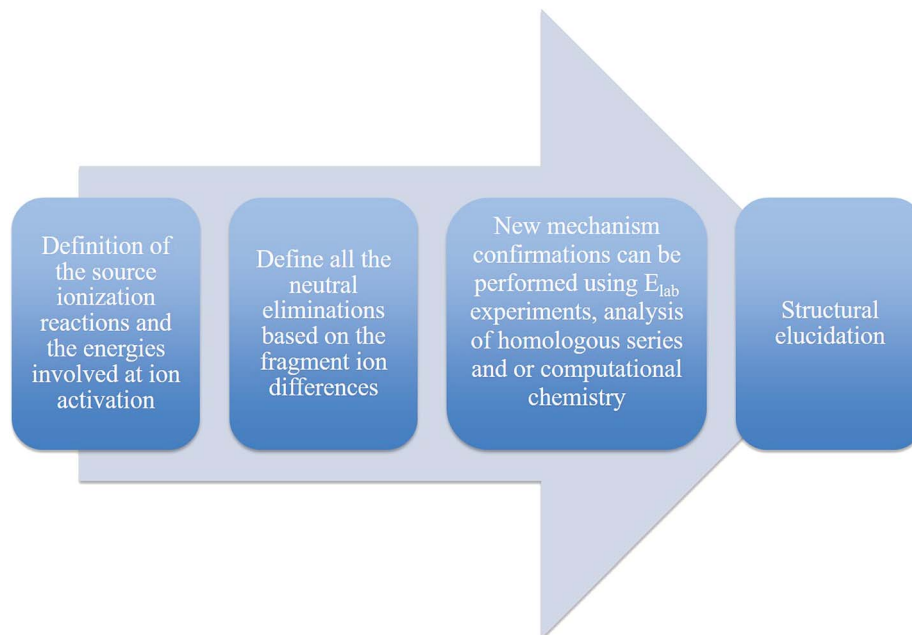 Definition of
the source
ionization
reactions and
the energies
involved at ion
activation
Define all the
neutral
eliminations
based on the
fragment ion
differences
New mechanism
confirmations can be
performed using Elab
experiments, analysis
of homologous series
and or computational
chemistry
Structural
elucidation